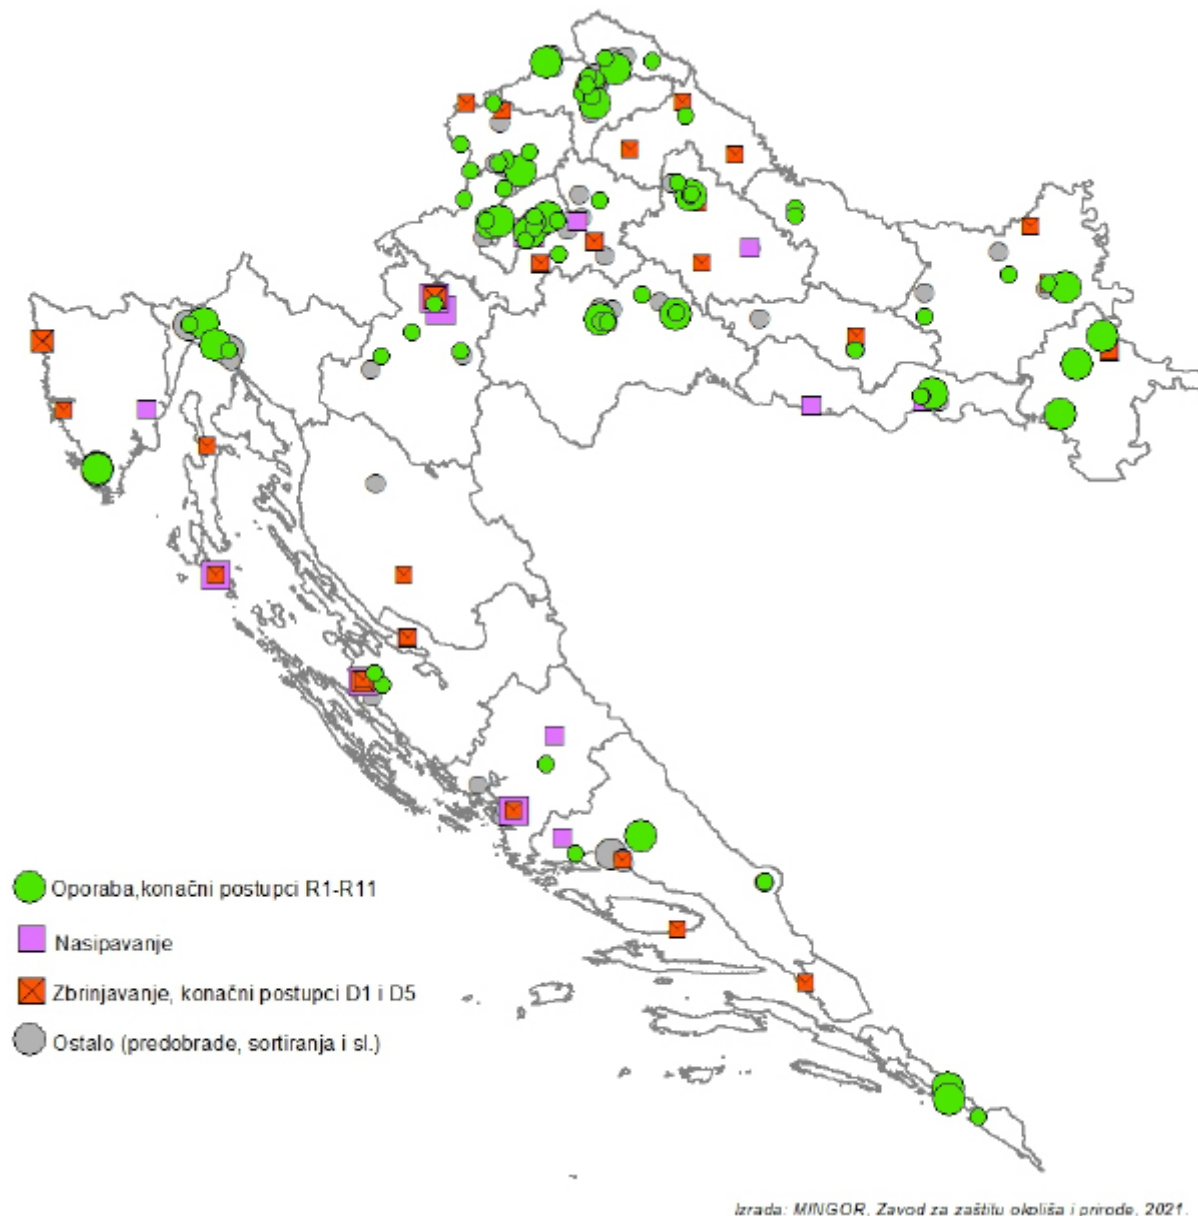 Oporaba,konačni postupci R1-R11
Nasipavanje
Zbrinjavanje, konačni postupci D1 i D5
Ostalo (predobrade, sortiranja i sl.)
Izrada: MINGOR, Zavod za zaštitu okoliša i prirode, 2021.